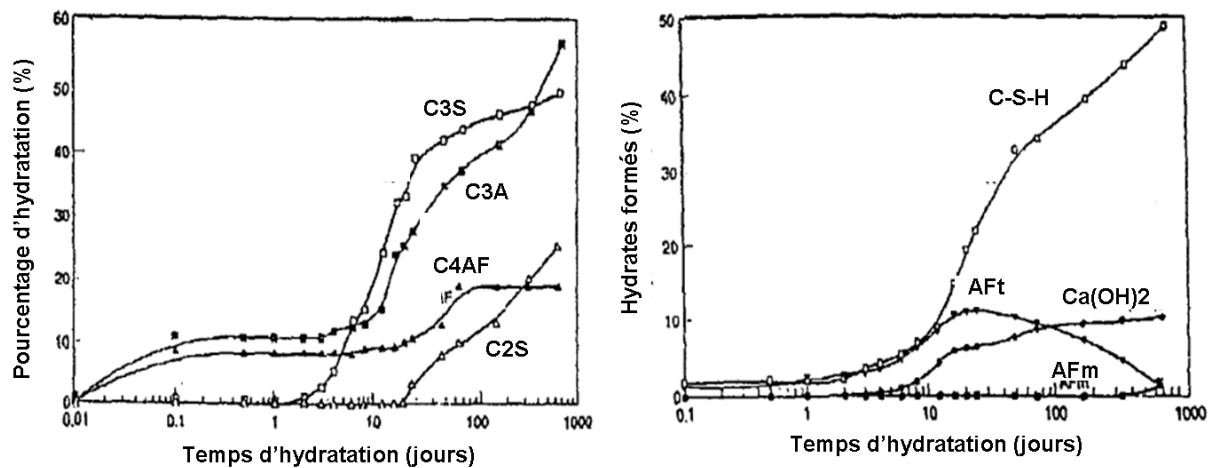 Pourcentage d'hydratation (%)
60
50
40
30
20
10
0
C3S
C3A
C4AF
C2S
0.01
0.1
1
10
100
1000
Temps d'hydratation (jours)
Hydrates formés (%)
50
40
30
20
10
0
C-S-H
AFt
Ca(OH)2
AFm
0.1
1
10
100
1000
Temps d'hydratation (jours)